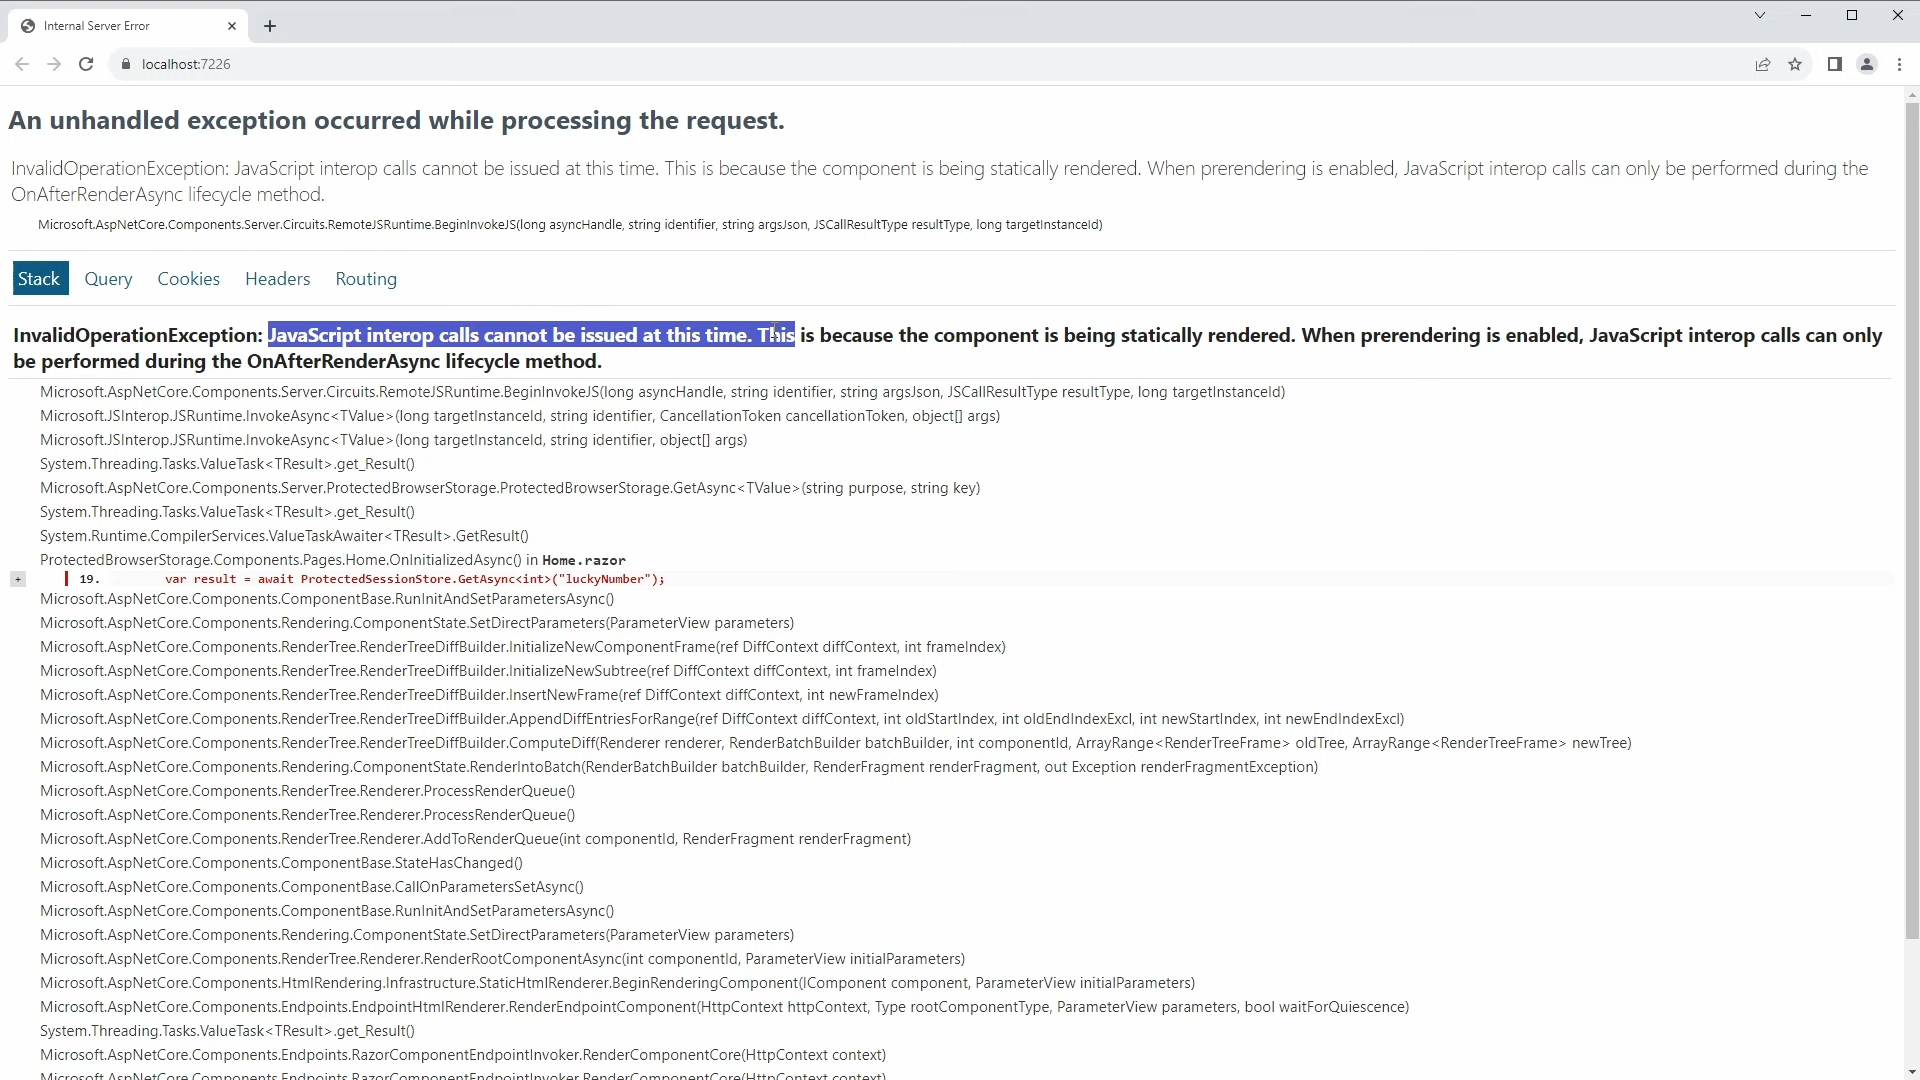 Internal Server Error
localhost:7226
An unhandled exception occurred while processing the request.
InvalidOperationException: JavaScript interop calls cannot be issued at this time. This is because the component is being statically rendered. When prerendering is enabled, JavaScript interop calls can only be performed during the
OnAfterRenderAsync lifecycle method.
Microsoft.AspNetCore.Components.Server.Circuits.RemoteJSRuntime.BeginInvokeJS(long asyncHandle, string identifier, string argsJson, JSCallResultType resultType, long targetInstanceId)
Stack Query Cookies Headers Routing
InvalidOperationException: JavaScript interop calls cannot be issued at this time. This is because the component is being statically rendered. When prerendering is enabled, JavaScript interop calls can only
be performed during the OnAfterRenderAsync lifecycle method.
Microsoft.AspNetCore.Components.Server.Circuits.RemoteJSRuntime.BeginInvokeJS(long asyncHandle, string identifier, string argsJson, JSCallResultType resultType, long targetInstanceId)
Microsoft.JSInterop.JSRuntime.InvokeAsync<TValue>(long targetInstanceId, string identifier, CancellationToken cancellationToken, object[] args)
Microsoft.JSInterop.JSRuntime.InvokeAsync<TValue>(long targetInstanceId, string identifier, object[] args)
System.Threading.Tasks.ValueTask<TResult>.get_Result()
Microsoft.AspNetCore.Components.Server.ProtectedBrowserStorage.ProtectedBrowserStorage.GetAsync<TValue>(string purpose, string key)
System.Threading.Tasks.ValueTask<TResult>.get_Result()
System.Runtime.CompilerServices.ValueTaskAwaiter<TResult>.GetResult()
ProtectedBrowserStorage.Components.Pages.Home.OnInitializedAsync() in Home.razor
+ 19. var result = await ProtectedSessionStore.GetAsync<int>("luckyNumber");
Microsoft.AspNetCore.Components.ComponentBase.RunInitAndSetParametersAsync()
Microsoft.AspNetCore.Components.Rendering.ComponentState.SetDirectParameters(ParameterView parameters)
Microsoft.AspNetCore.Components.RenderTree.RenderTreeDiffBuilder.InitializeNewComponentFrame(ref DiffContext diffContext, int frameIndex)
Microsoft.AspNetCore.Components.RenderTree.RenderTreeDiffBuilder.InitializeNewSubtree(ref DiffContext diffContext, int frameIndex)
Microsoft.AspNetCore.Components.RenderTree.RenderTreeDiffBuilder.InsertNewFrame(ref DiffContext diffContext, int newFrameIndex)
Microsoft.AspNetCore.Components.RenderTree.RenderTreeDiffBuilder.AppendDiffEntriesForRange(ref DiffContext diffContext, int oldStartIndex, int oldEndIndexExcl, int newStartIndex, int newEndIndexExcl)
Microsoft.AspNetCore.Components.RenderTree.RenderTreeDiffBuilder.ComputeDiff(Renderer renderer, RenderBatchBuilder batchBuilder, int componentId, ArrayRange<RenderTreeFrame> oldTree, ArrayRange<RenderTreeFrame> newTree)
Microsoft.AspNetCore.Components.Rendering.ComponentState.RenderIntoBatch(RenderBatchBuilder batchBuilder, RenderFragment renderFragment, out Exception renderFragmentException)
Microsoft.AspNetCore.Components.RenderTree.Renderer.ProcessRenderQueue()
Microsoft.AspNetCore.Components.RenderTree.Renderer.ProcessRenderQueue()
Microsoft.AspNetCore.Components.RenderTree.Renderer.AddToRenderQueue(int componentId, RenderFragment renderFragment)
Microsoft.AspNetCore.Components.ComponentBase.StateHasChanged()
Microsoft.AspNetCore.Components.ComponentBase.CallOnParametersSetAsync()
Microsoft.AspNetCore.Components.ComponentBase.RunInitAndSetParametersAsync()
Microsoft.AspNetCore.Components.Rendering.ComponentState.SetDirectParameters(ParameterView parameters)
Microsoft.AspNetCore.Components.RenderTree.Renderer.RenderRootComponentAsync(int componentId, ParameterView initialParameters)
Microsoft.AspNetCore.Components.HtmlRendering.Infrastructure.StaticHtmlRenderer.BeginRenderingComponent(IComponent component, ParameterView initialParameters)
Microsoft.AspNetCore.Components.Endpoints.EndpointHtmlRenderer.RenderEndpointComponent(HttpContext httpContext, Type rootComponentType, ParameterView parameters, bool waitForQuiescence)
System.Threading.Tasks.ValueTask<TResult>.get_Result()
Microsoft.AspNetCore.Components.Endpoints.RazorComponentEndpointInvoker.RenderComponentCore(HttpContext context)
Microsoft.AspNetCore.Components.Endpoints.RazorComponentEndpointInvoker.RenderComponentCore(HttpContext context)